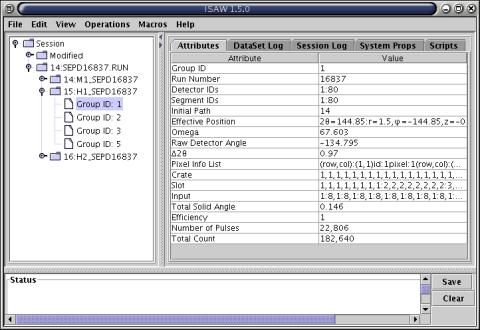 ISAW 1.5.0
File Edit View Operations Macros Help
Session
Modified
14:SEPD16837.RUN
14:M1_SEPD16837
15:H1_SEPD16837
Group ID: 1
Group ID: 2
Group ID: 3
Group ID: 5
16:H2_SEPD16837
Attributes DataSet Log Session Log System Props Scripts
Attribute Value
Group ID 1
Run Number 16837
Detector IDs 1:80
Segment IDs 1:80
Initial Path 14
Effective Position 2θ=144.85:r=1.5,φ=-144.85,z=-0
Omega 67.603
Raw Detector Angle -134.795
Δ2θ 0.97
Pixel Info List (row,col):(1,1)id:1pixel:1(row,col):(...
Crate 1,1,1,1,1,1,1,1,1,1,1,1,1,1,1,1,1,...
Slot 1,1,1,1,1,1,1,1:2,2,2,2,2,2,2,2:3,...
Input 1:8,1:8,1:8,1:8,1:8,1:8,1:8,1:8,1:...
Total Solid Angle 0.146
Efficiency 1
Number of Pulses 22,806
Total Count 182,640
Status
Save
Clear